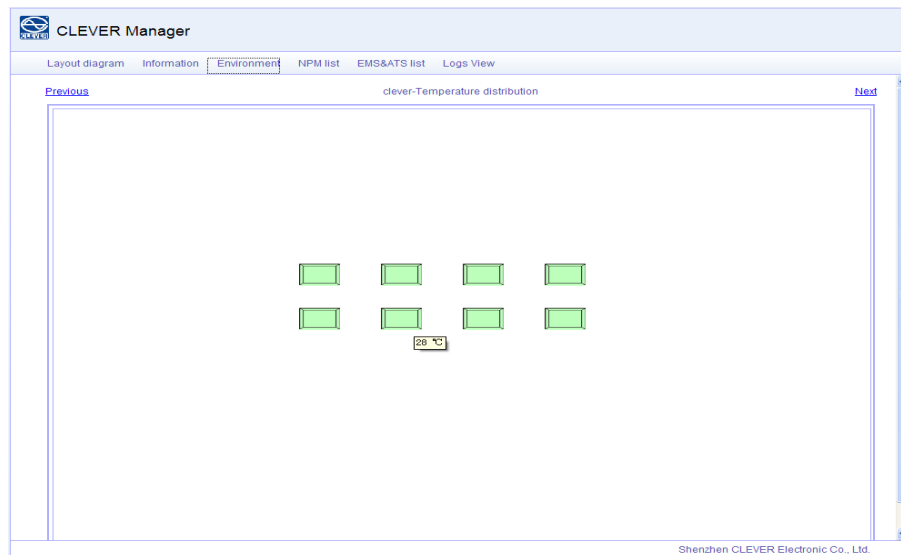 CLEVER
CLEVER Manager
Layout diagram Information Environment NPM list EMS&ATS list Logs View
Previous clever-Temperature distribution Next
28 ℃
Shenzhen CLEVER Electronic Co., Ltd.